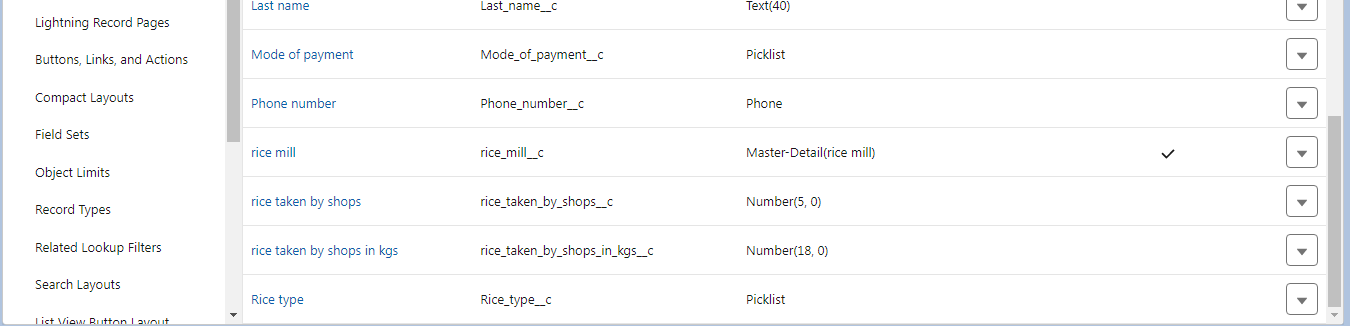 Last name Last_name__c Text(40)
Lightning Record Pages
Mode of payment Mode_of_payment__c Picklist
Buttons, Links, and Actions
Compact Layouts
Phone number Phone_number__c Phone
Field Sets
rice mill rice_mill__c Master-Detail(rice mill)
Object Limits
rice taken by shops rice_taken_by_shops__c Number(5, 0)
Record Types
Related Lookup Filters
rice taken by shops in kgs rice_taken_by_shops_in_kgs__c Number(18, 0)
Search Layouts
Rice type Rice_type__c Picklist
List View Button Layout